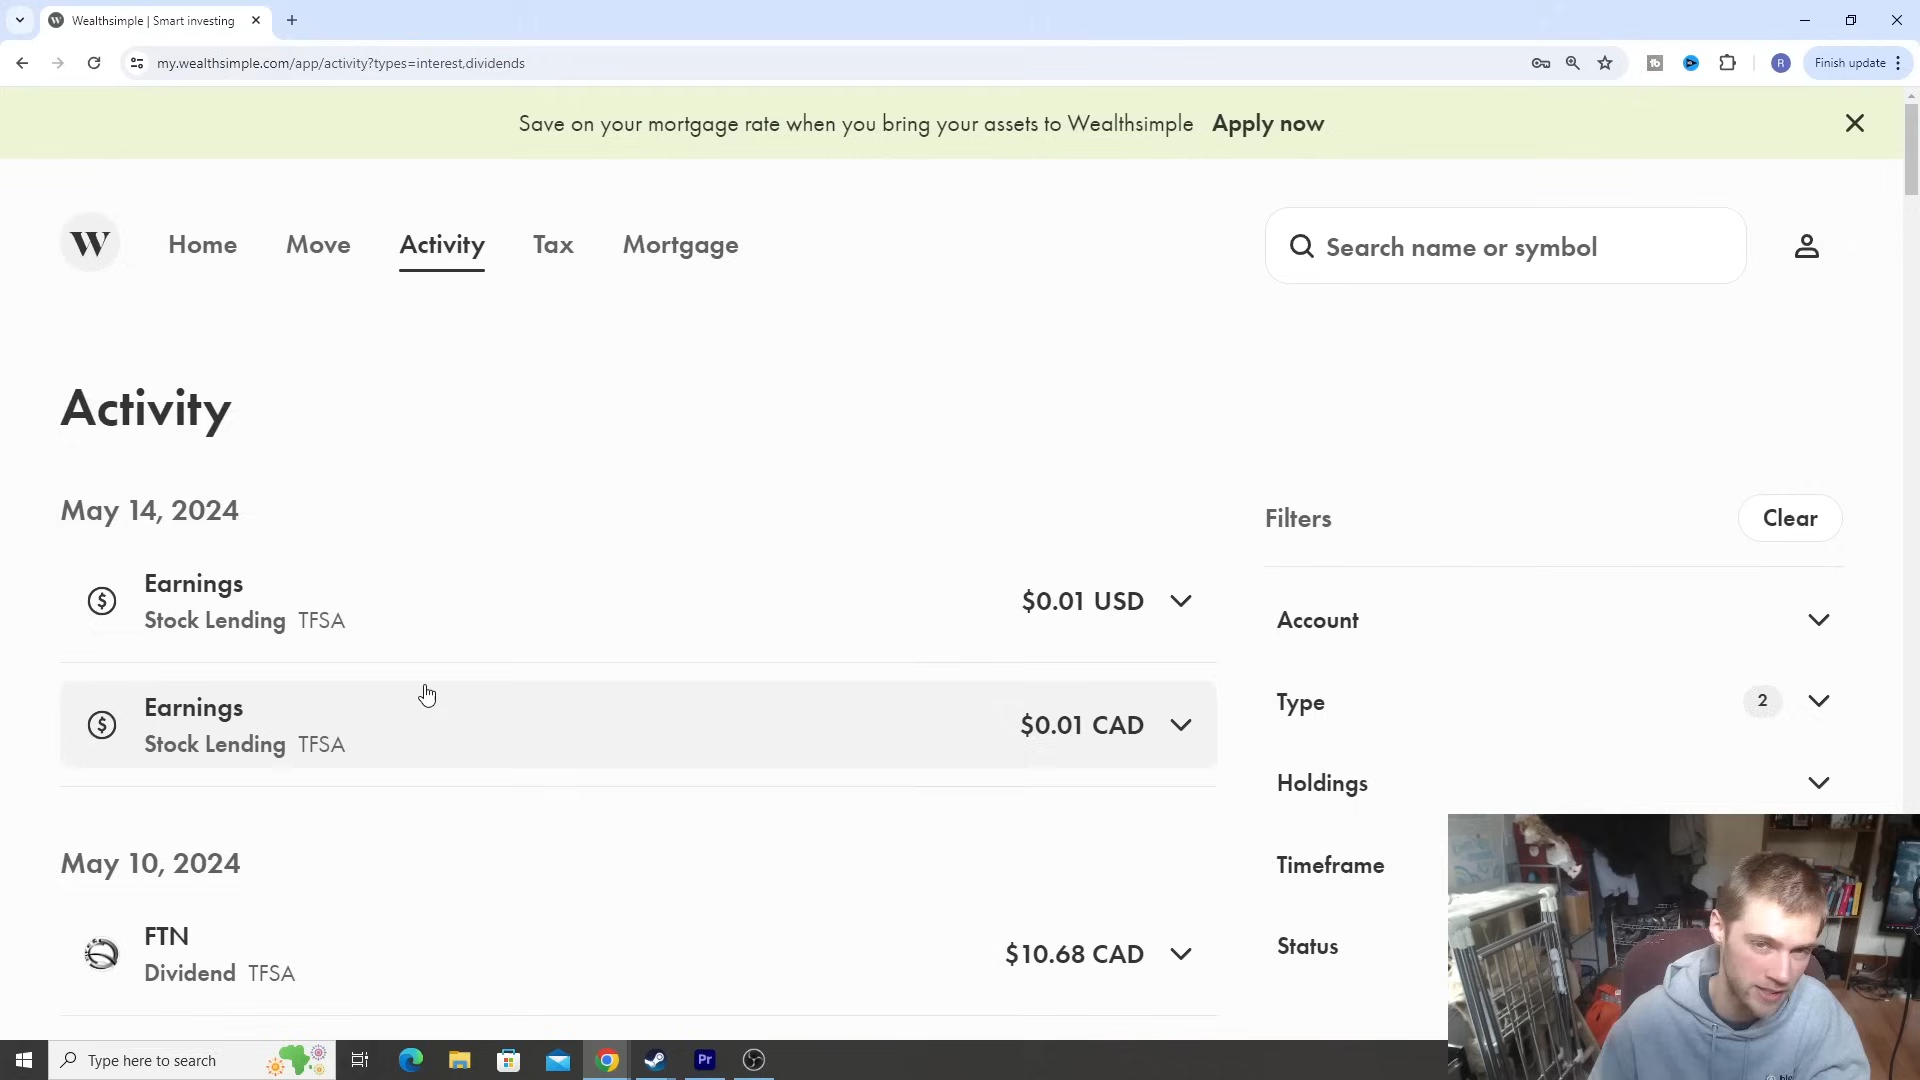 Wealthsimple | Smart investing
my.wealthsimple.com/app/activity?types=interest,dividends
R
Finish update
Save on your mortgage rate when you bring your assets to Wealthsimple Apply now
W
Home
Move
Activity
Tax
Mortgage
Search name or symbol
Activity
May 14, 2024
Earnings
Stock Lending TFSA
$0.01 USD
Earnings
Stock Lending TFSA
$0.01 CAD
May 10, 2024
FTN
Dividend TFSA
$10.68 CAD
Filters
Clear
Account
Type
2
Holdings
Timeframe
Status
Type here to search
Pr